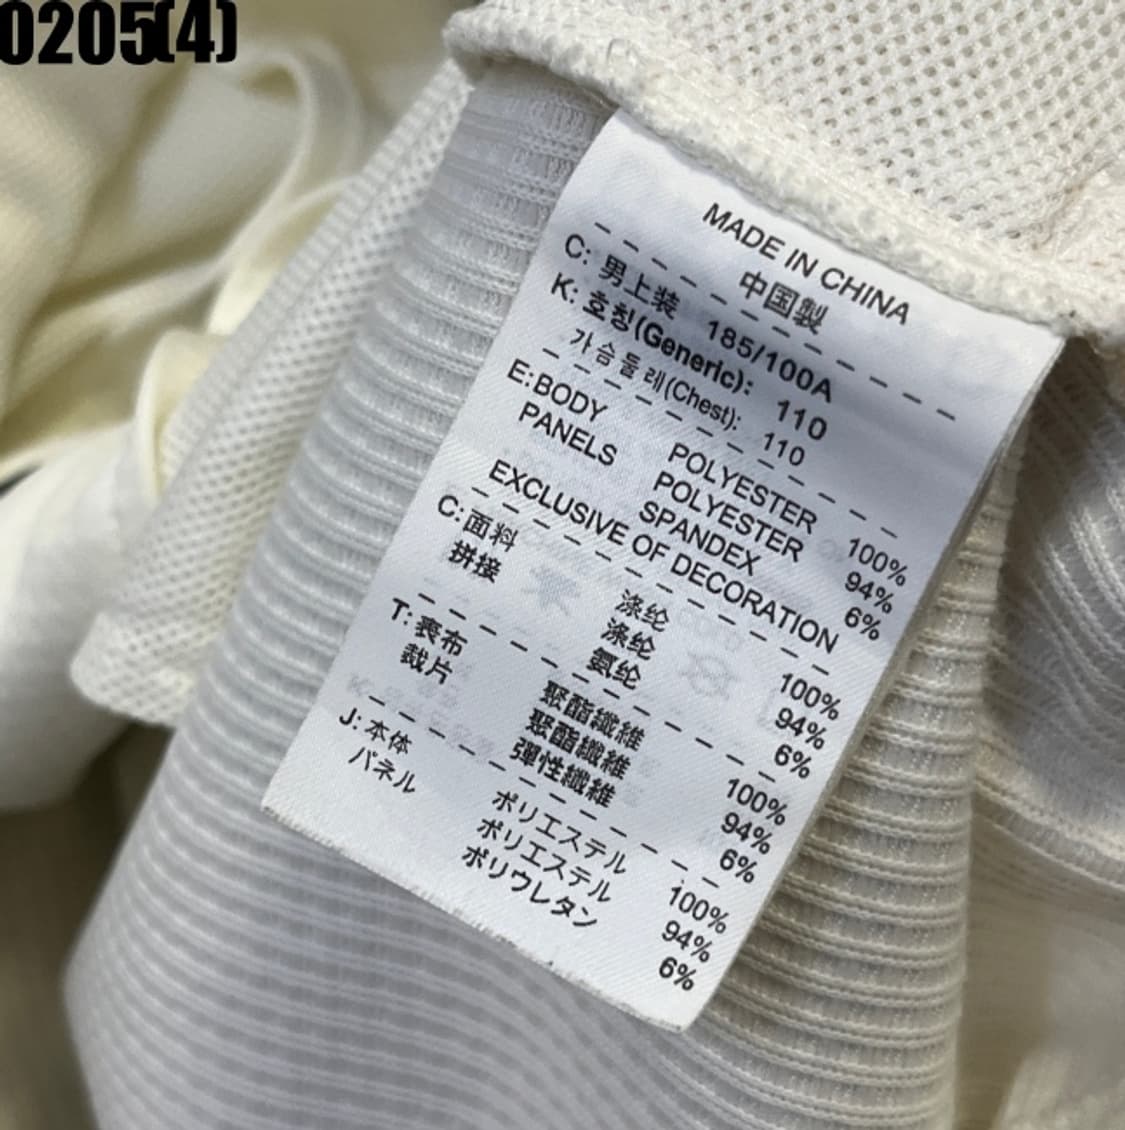 0205(4)
MADE IN CHINA
中国製
C: 男上装 185/100A
K: 호칭(Generic): 110
가슴둘레(Chest): 110
E: BODY POLYESTER 100%
PANELS POLYESTER 94%
SPANDEX 6%
EXCLUSIVE OF DECORATION
C: 面料 涤纶 100%
拼接 涤纶 94%
氨纶 6%
T: 表布 聚酯纖維 100%
裁片 聚酯纖維 94%
彈性纖維 6%
J: 本体 ポリエステル 100%
パネル ポリエステル 94%
ポリウレタン 6%